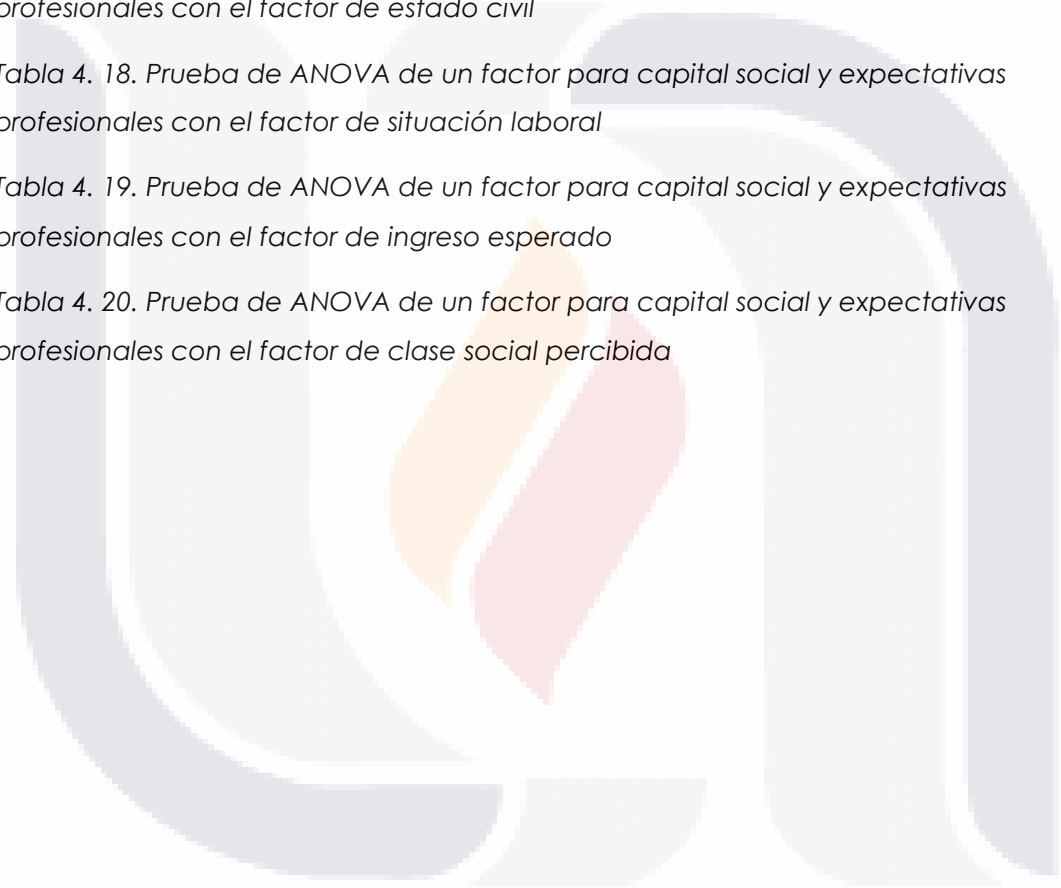 profesionales con el factor de estado civil
Tabla 4. 18. Prueba de ANOVA de un factor para capital social y expectativas
profesionales con el factor de situación laboral
Tabla 4. 19. Prueba de ANOVA de un factor para capital social y expectativas
profesionales con el factor de ingreso esperado
Tabla 4. 20. Prueba de ANOVA de un factor para capital social y expectativas
profesionales con el factor de clase social percibida